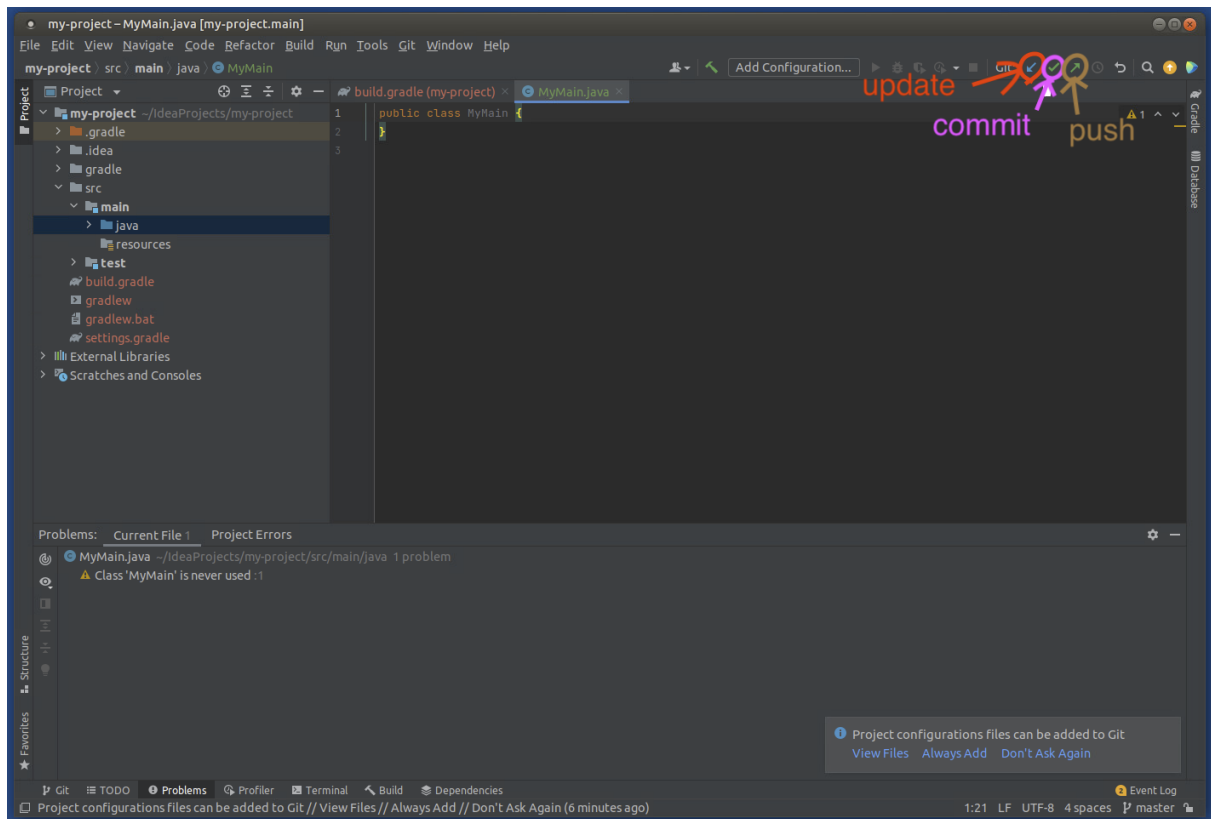 my-project – MyMain.java [my-project.main]
File Edit View Navigate Code Refactor Build Run Tools Git Window Help
my-project 〉 src 〉 main 〉 java 〉 MyMain
Add Configuration...
Git:
update
commit
push
Project
build.gradle (my-project) ×
MyMain.java ×
Project
my-project ~/IdeaProjects/my-project
.gradle
.idea
gradle
src
main
java
resources
test
build.gradle
gradlew
gradlew.bat
settings.gradle
External Libraries
Scratches and Consoles
1 public class MyMain {
2 }
3
1
Gradle
Database
Problems: Current File 1 Project Errors
MyMain.java ~/IdeaProjects/my-project/src/main/java 1 problem
Class 'MyMain' is never used :1
Structure
Favorites
Project configurations files can be added to Git
View Files Always Add Don't Ask Again
Git TODO Problems Profiler Terminal Build Dependencies
2 Event Log
Project configurations files can be added to Git // View Files // Always Add // Don't Ask Again (6 minutes ago)
1:21 LF UTF-8 4 spaces master